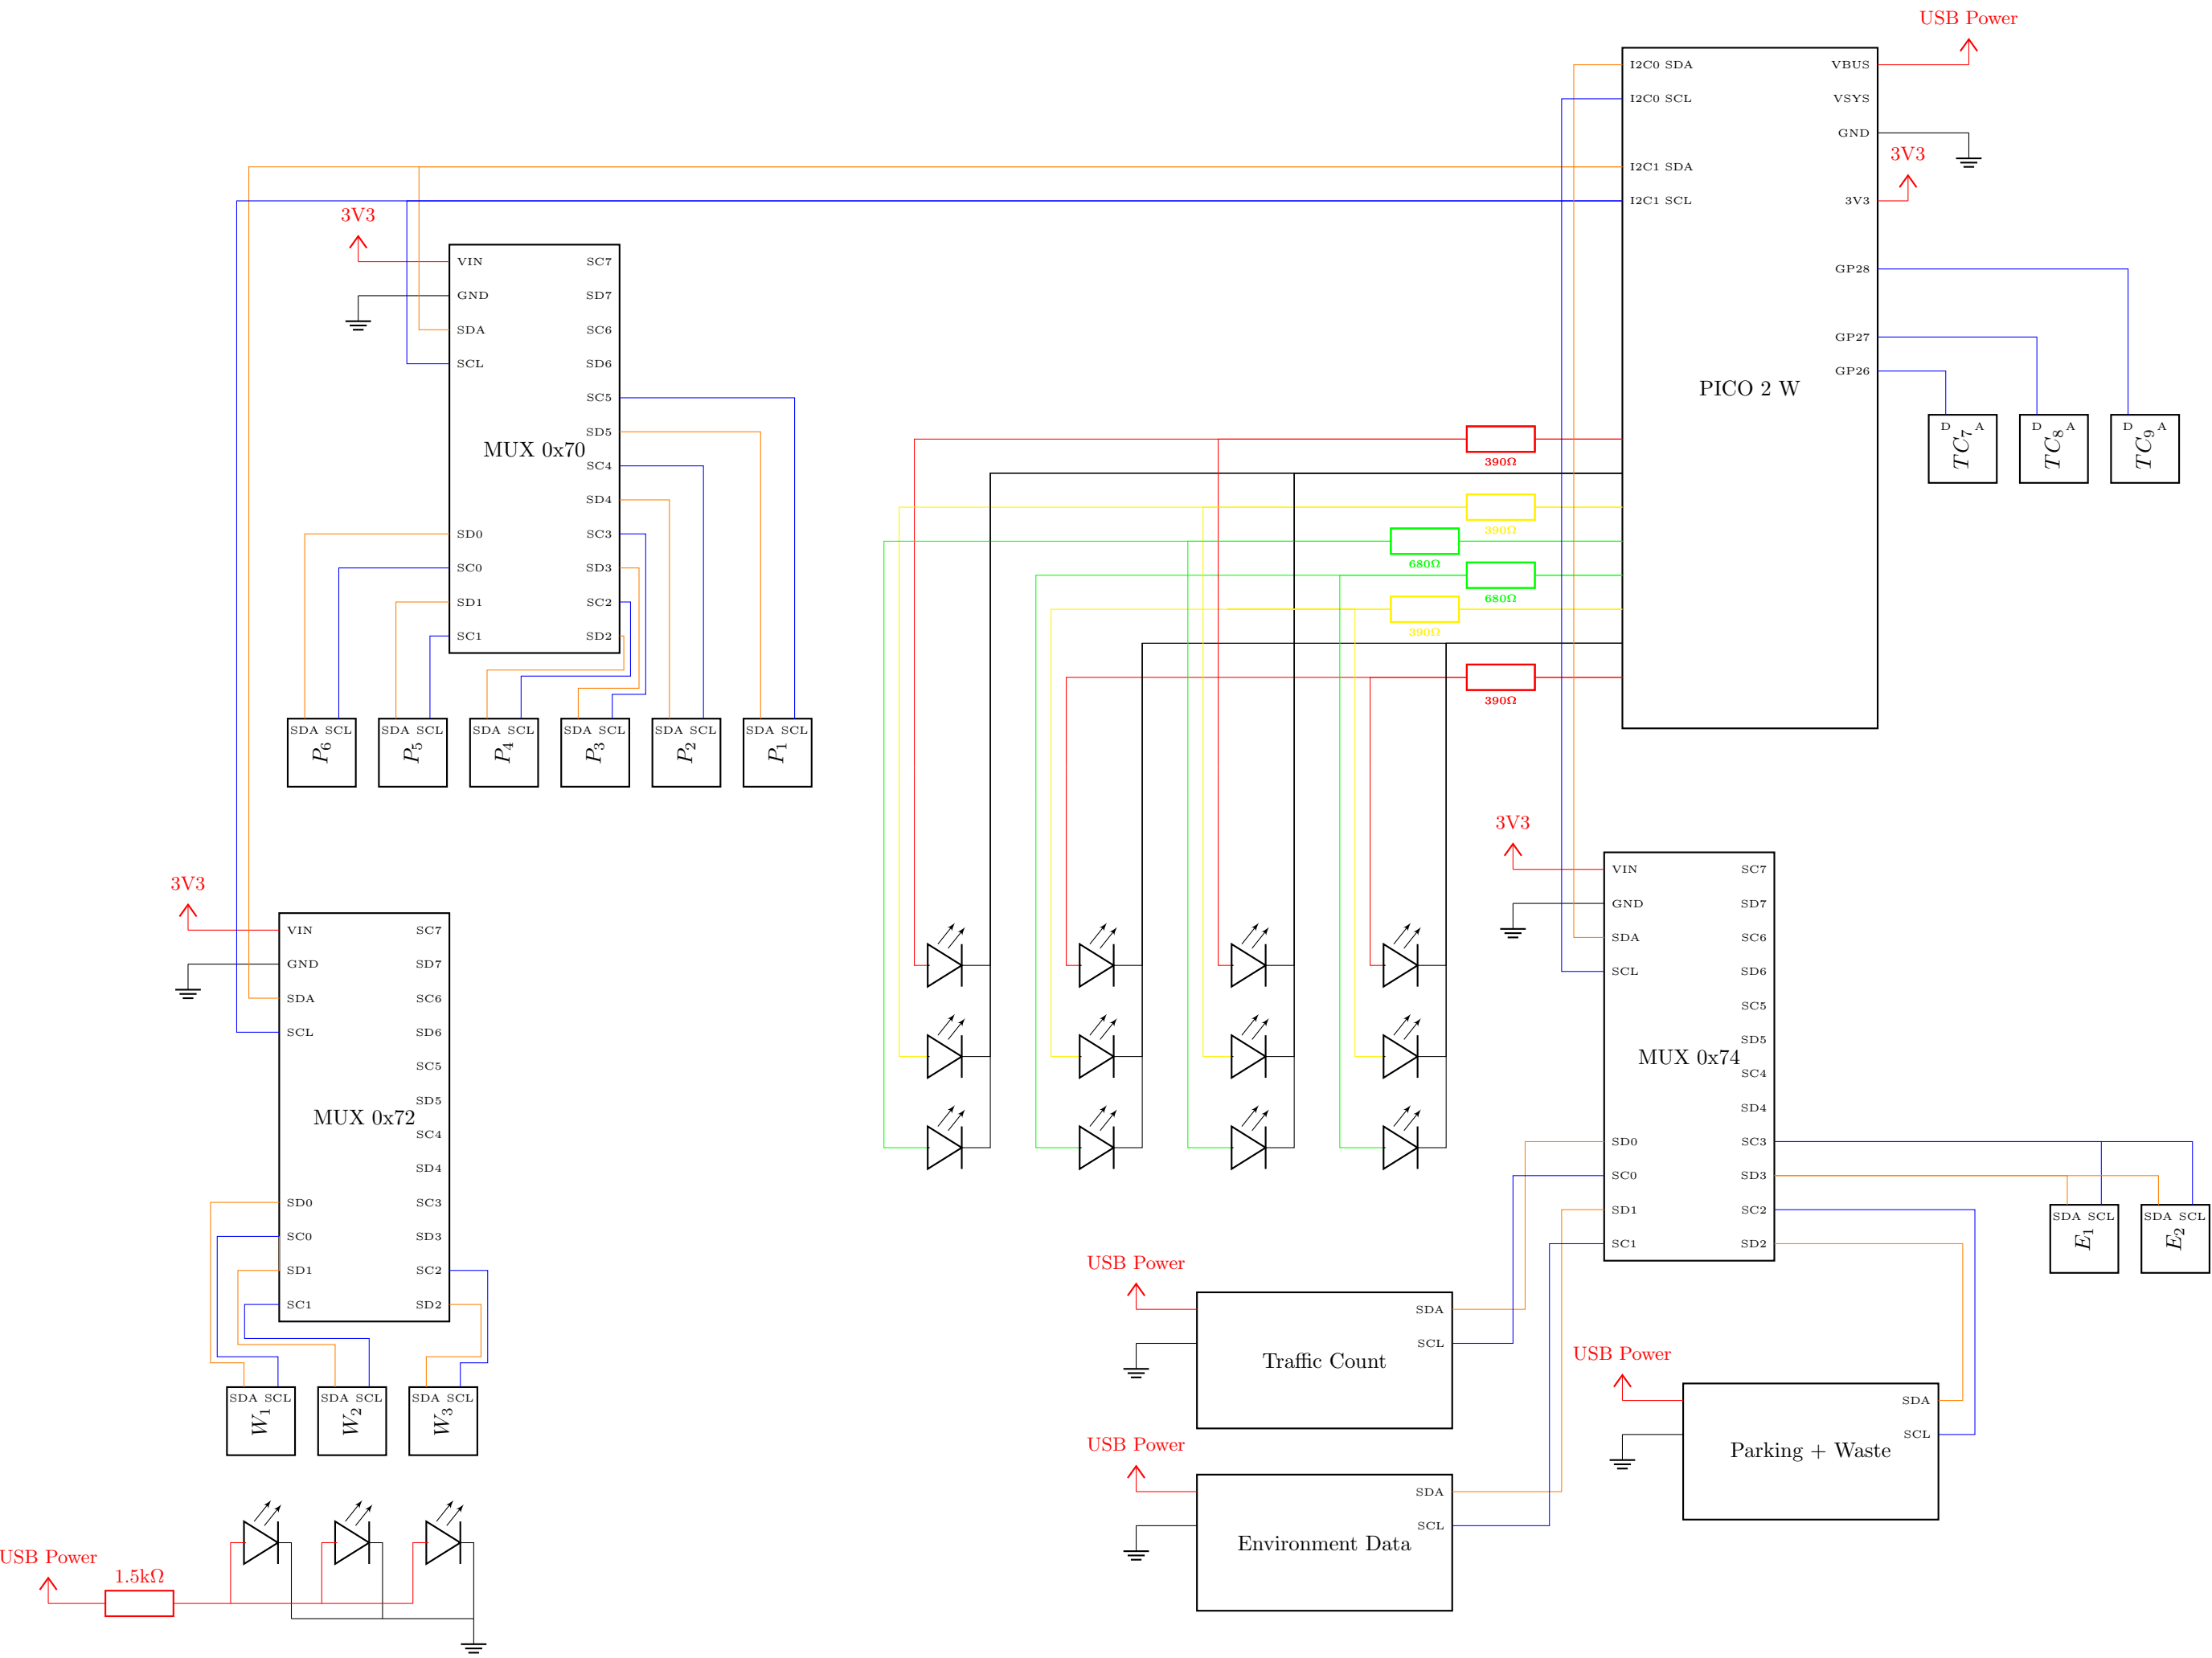 USB Power
I2C0 SDA VBUS
I2C0 SCL VSYS
GND
I2C1 SDA 3V3
I2C1 SCL 3V3
GP28
GP27
GP26
PICO 2 W
D A
TC7
D A
TC8
D A
TC9
3V3
VIN SC7
GND SD7
SDA SC6
SCL SD6
SC5
SD5
MUX 0x70
SC4
SD4
SD0 SC3
SC0 SD3
SD1 SC2
SC1 SD2
SDA SCL
P6
SDA SCL
P5
SDA SCL
P4
SDA SCL
P3
SDA SCL
P2
SDA SCL
P1
390Ω
390Ω
680Ω
680Ω
390Ω
390Ω
3V3
VIN SC7
GND SD7
SDA SC6
SCL SD6
SC5
SD5
MUX 0x74
SC4
SD4
SD0 SC3
SC0 SD3
SD1 SC2
SC1 SD2
SDA SCL
E1
SDA SCL
E2
3V3
VIN SC7
GND SD7
SDA SC6
SCL SD6
SC5
SD5
MUX 0x72
SC4
SD4
SD0 SC3
SC0 SD3
SD1 SC2
SC1 SD2
SDA SCL
W1
SDA SCL
W2
SDA SCL
W3
USB Power
SDA
SCL
Traffic Count
USB Power
SDA
SCL
Parking + Waste
USB Power
SDA
SCL
Environment Data
USB Power
1.5kΩ